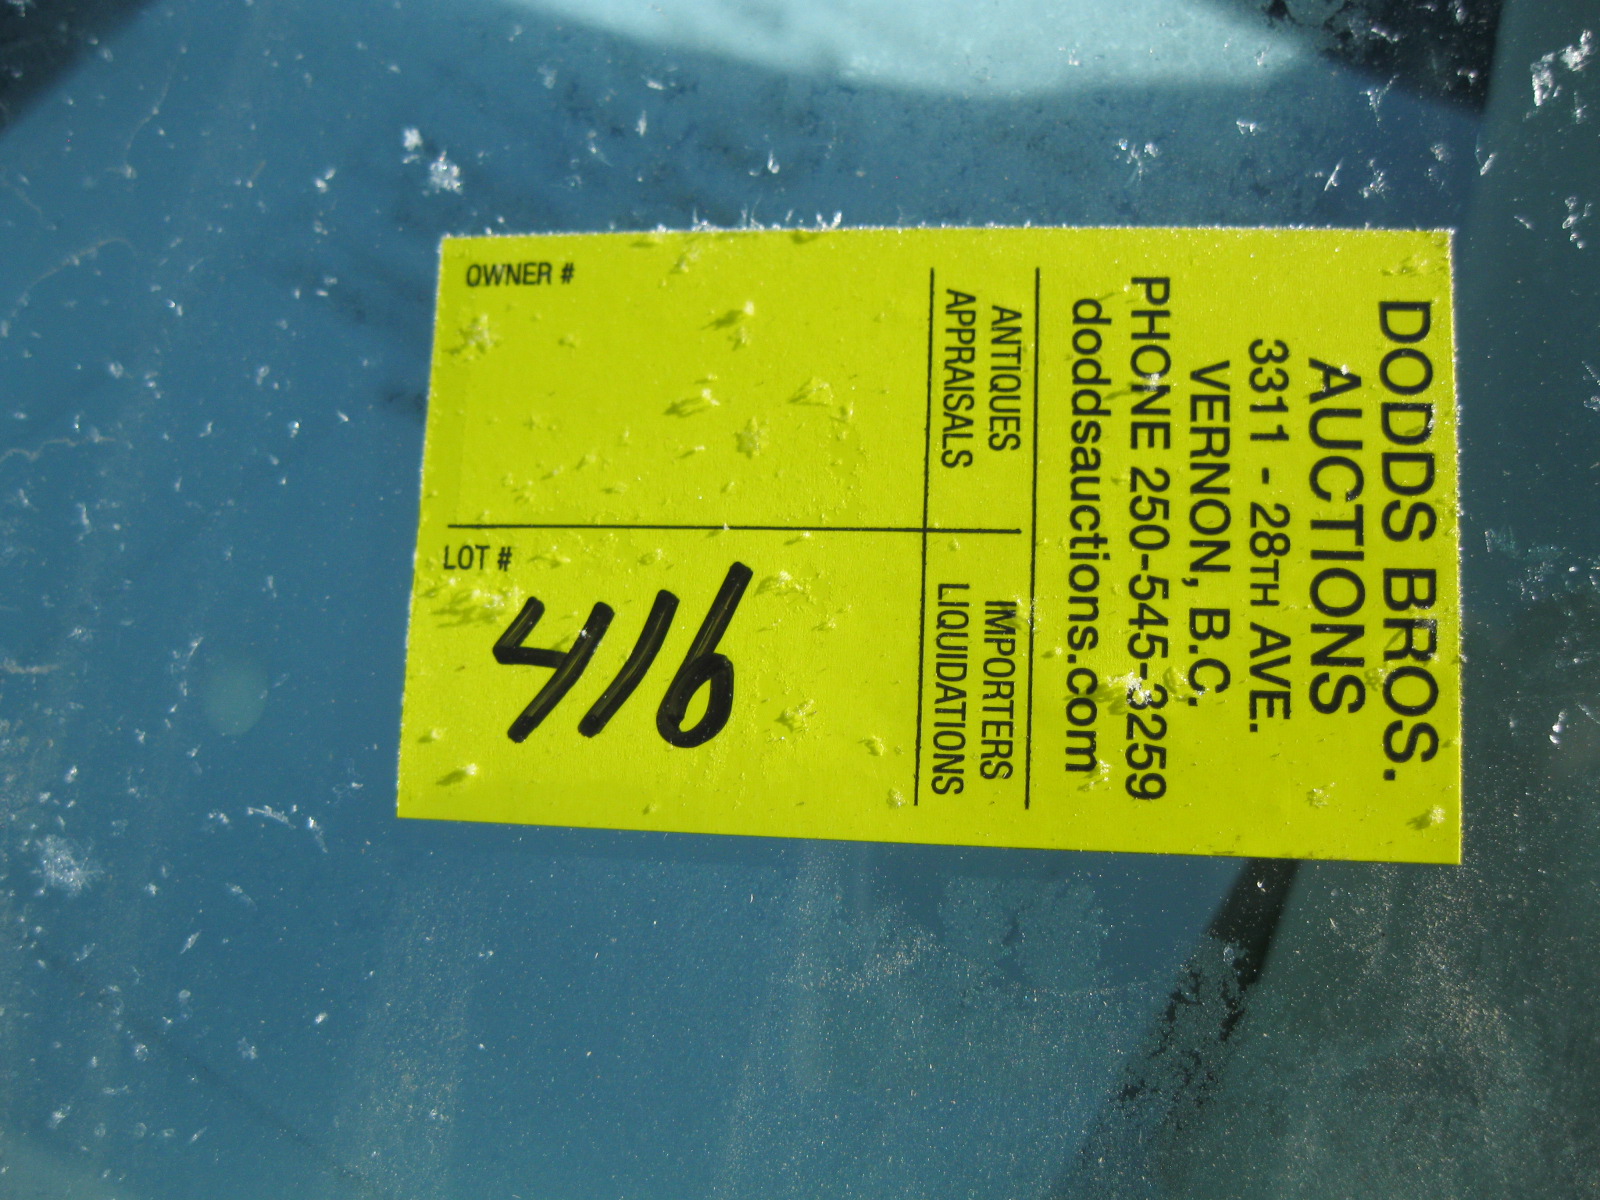 DODDS BROS.
AUCTIONS
3311 - 28TH AVE.
VERNON, B.C.
PHONE 250-545-3259
doddsauctions.com
ANTIQUES
APPRAISALS
IMPORTERS
LIQUIDATIONS
OWNER #
LOT #
416